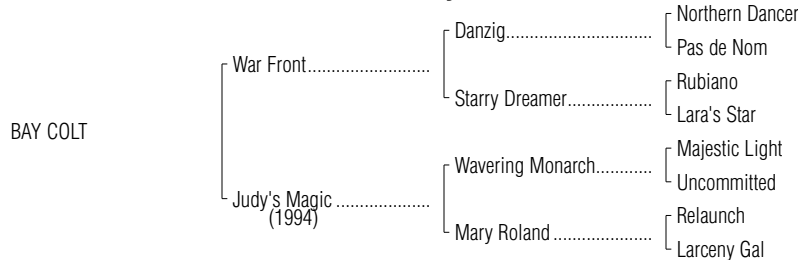 Northern Dancer
Danzig..............................
Pas de Nom
War Front.........................
Rubiano
Starry Dreamer.................
Lara's Star
BAY COLT
Majestic Light
Wavering Monarch...........
Uncommitted
Judy's Magic ...................
(1994)
Relaunch
Mary Roland ....................
Larceny Gal